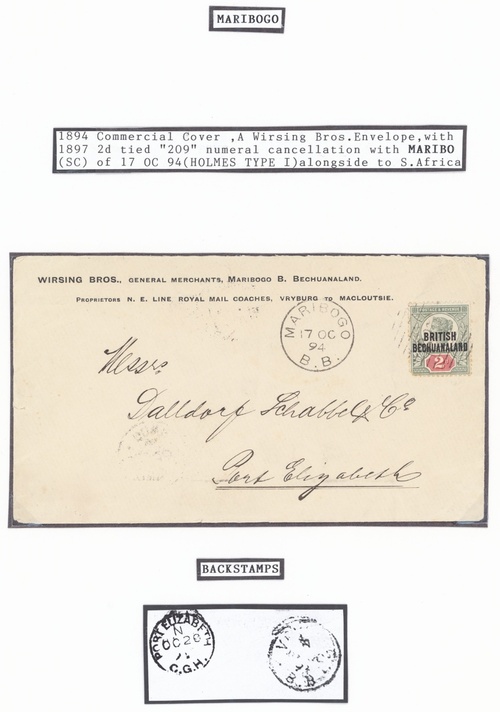 MARIBOGO
1894 Commercial Cover ,A Wirsing Bros.Envelope,with
1897 2d tied "209" numeral cancellation with MARIBO
(SC) of 17 OC 94(HOLMES TYPE I)alongside to S.Africa
WIRSING BROS., GENERAL MERCHANTS, MARIBOGO B. BECHUANALAND.
PROPRIETORS N. E. LINE ROYAL MAIL COACHES, VRYBURG TO MACLOUTSIE.
MARIBOGO
17 OC
94
B.B.
BRITISH
BECHUANALAND
2
Messrs
Dalldorf Schabbel & Co
Port Elizabeth
BACKSTAMPS
PORT ELIZABETH
N
OC 20
C.G.H.
B.B.